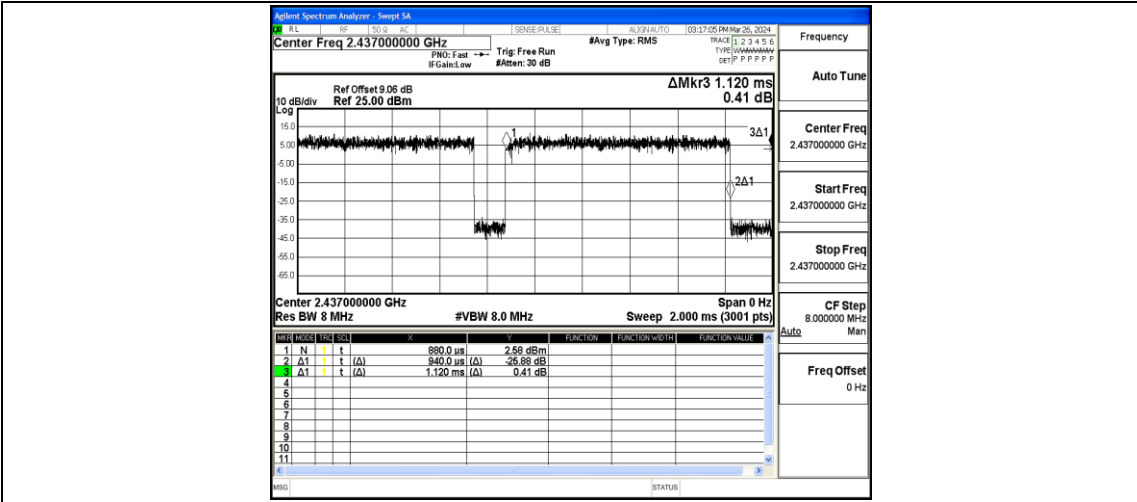 Agilent Spectrum Analyzer - Swept SA
RL RF 50 Ω AC SENSE:PULSE ALIGNAUTO 03:17:05 PM Mar 26, 2024
Center Freq 2.437000000 GHz #Avg Type: RMS TRACE 1 2 3 4 5 6
PNO: Fast Trig: Free Run TYPE WWWWWW
IFGain:Low #Atten: 30 dB DET P P P P P P
ΔMkr3 1.120 ms
0.41 dB
Ref Offset 9.06 dB
10 dB/div Ref 25.00 dBm
Log
15.0
5.00
-5.00
-15.0
-25.0
-35.0
-45.0
-55.0
-65.0
1
3Δ1
2Δ1
Center 2.437000000 GHz Span 0 Hz
Res BW 8 MHz #VBW 8.0 MHz Sweep 2.000 ms (3001 pts)
MKR MODE TRC SCL X Y FUNCTION FUNCTION WIDTH FUNCTION VALUE
1 N 1 t 880.0 µs 2.58 dBm
2 Δ1 1 t (Δ) 940.0 µs (Δ) -25.88 dB
3 Δ1 1 t (Δ) 1.120 ms (Δ) 0.41 dB
4
5
6
7
8
9
10
11
MSG STATUS
Frequency
Auto Tune
Center Freq
2.437000000 GHz
Start Freq
2.437000000 GHz
Stop Freq
2.437000000 GHz
CF Step
8.000000 MHz
Auto Man
Freq Offset
0 Hz